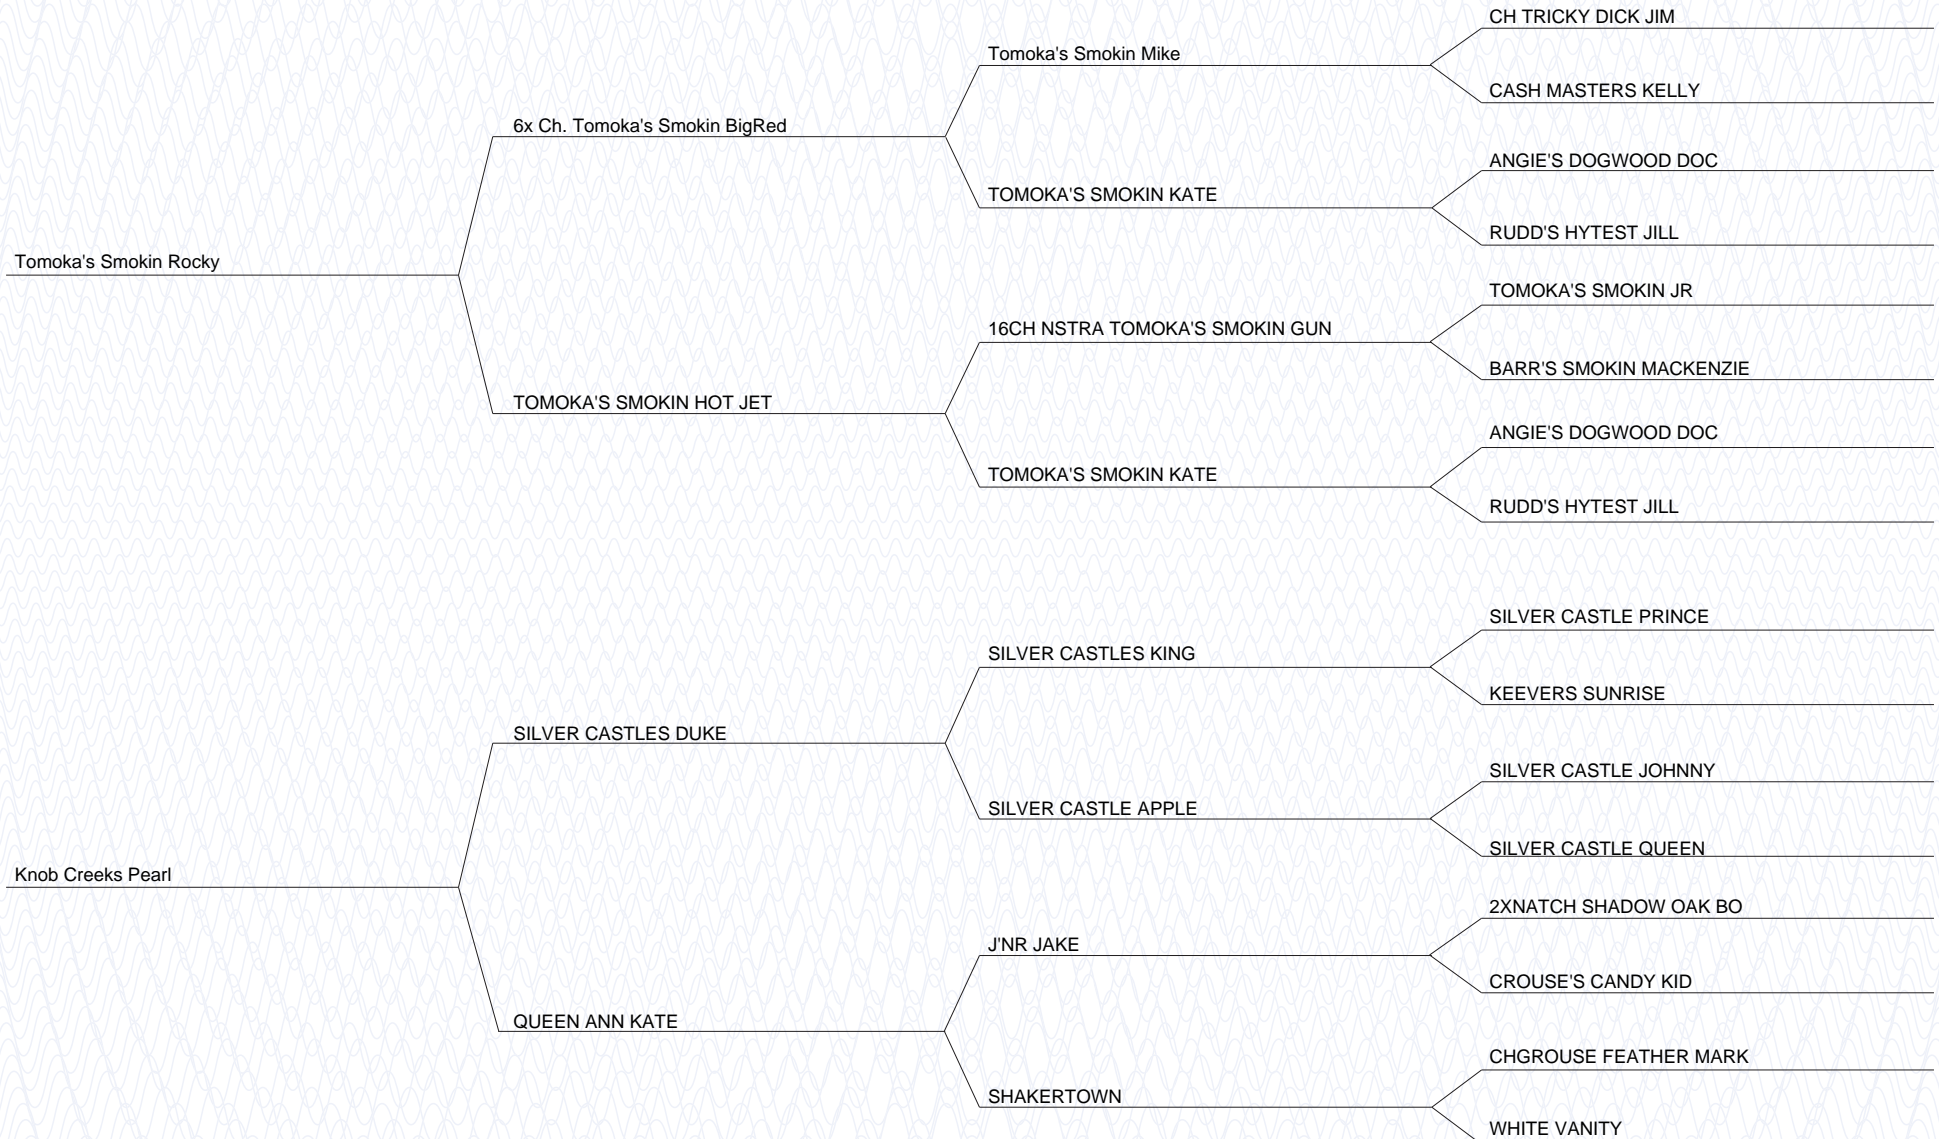 CH TRICKY DICK JIM
Tomoka's Smokin Mike
CASH MASTERS KELLY
6x Ch. Tomoka's Smokin BigRed
ANGIE'S DOGWOOD DOC
TOMOKA'S SMOKIN KATE
RUDD'S HYTEST JILL
Tomoka's Smokin Rocky
TOMOKA'S SMOKIN JR
16CH NSTRA TOMOKA'S SMOKIN GUN
BARR'S SMOKIN MACKENZIE
TOMOKA'S SMOKIN HOT JET
ANGIE'S DOGWOOD DOC
TOMOKA'S SMOKIN KATE
RUDD'S HYTEST JILL
SILVER CASTLE PRINCE
SILVER CASTLES KING
KEEVERS SUNRISE
SILVER CASTLES DUKE
SILVER CASTLE JOHNNY
SILVER CASTLE APPLE
SILVER CASTLE QUEEN
Knob Creeks Pearl
2XNATCH SHADOW OAK BO
J'NR JAKE
CROUSE'S CANDY KID
QUEEN ANN KATE
CHGROUSE FEATHER MARK
SHAKERTOWN
WHITE VANITY